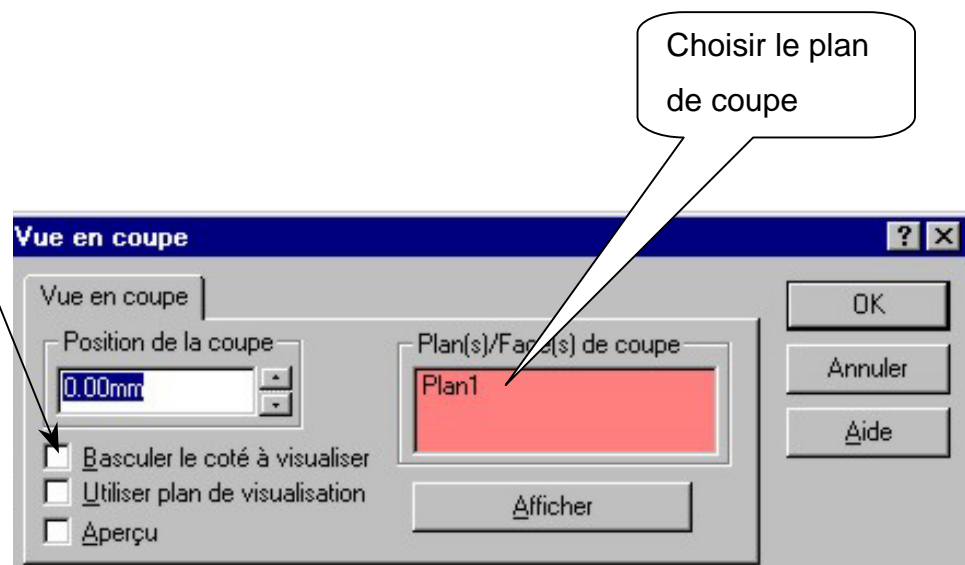 Choisir le plan
de coupe
Vue en coupe
Vue en coupe
OK
Position de la coupe
Plan(s)/Face(s) de coupe
0.00mm
Plan1
Annuler
Aide
Basculer le coté à visualiser
Utiliser plan de visualisation
Afficher
Aperçu